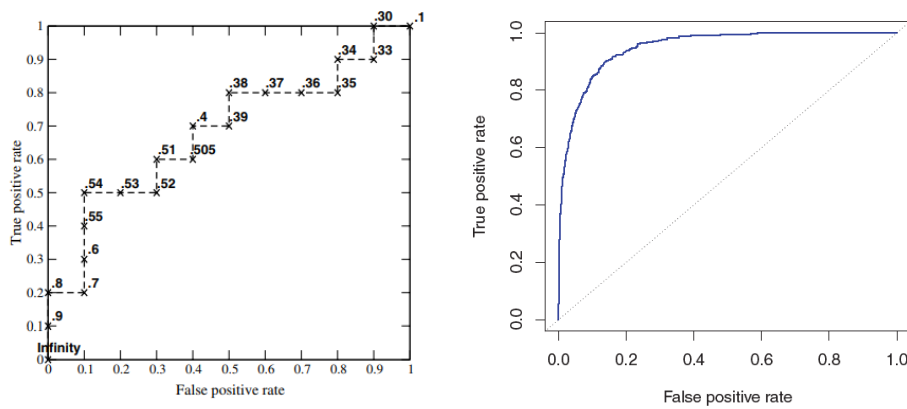 .30 .1
1
.34 .33
0.9
.38 .37 .36 .35
0.8
.4 .39
0.7
.51 .505
0.6
.54 .53 .52
0.5
.55
0.4
.6
0.3
.8 .7
0.2
.9
0.1
Infinity
0
0 0.1 0.2 0.3 0.4 0.5 0.6 0.7 0.8 0.9 1
False positive rate
True positive rate
1.0
0.8
0.6
0.4
0.2
0.0
0.0 0.2 0.4 0.6 0.8 1.0
False positive rate
True positive rate